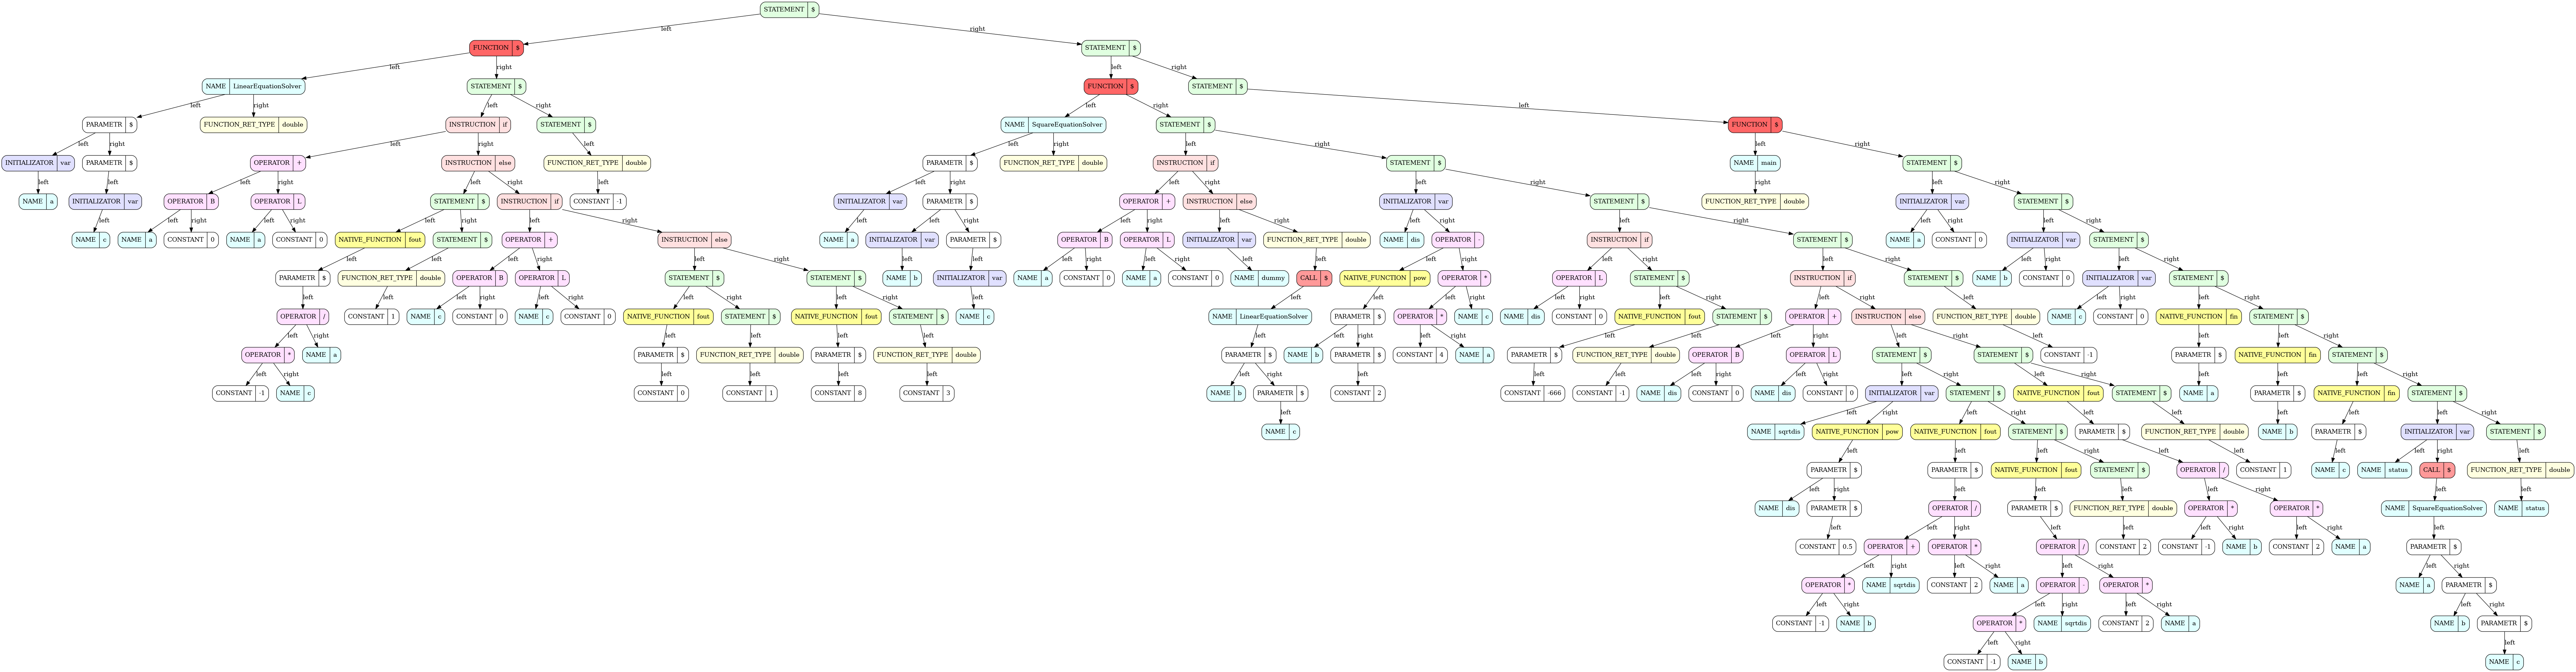 STATEMENT $
left right
FUNCTION $ STATEMENT $
left right left right
NAME LinearEquationSolver STATEMENT $ FUNCTION $ STATEMENT $
left right left right left right left
PARAMETR $ FUNCTION_RET_TYPE double INSTRUCTION if STATEMENT $ NAME SquareEquationSolver STATEMENT $ FUNCTION $
left right left right left left right left right left right
INITIALIZATOR var PARAMETR $ OPERATOR + INSTRUCTION else FUNCTION_RET_TYPE double PARAMETR $ FUNCTION_RET_TYPE double INSTRUCTION if STATEMENT $ NAME main STATEMENT $
left left left right left right left left right left right left right right left right
NAME a INITIALIZATOR var OPERATOR B OPERATOR L STATEMENT $ INSTRUCTION if CONSTANT -1 INITIALIZATOR var PARAMETR $ OPERATOR + INSTRUCTION else INITIALIZATOR var STATEMENT $ FUNCTION_RET_TYPE double INITIALIZATOR var STATEMENT $
left left right left right left right left right left left right left right left right left right left right left right left right
NAME c NAME a CONSTANT 0 NAME a CONSTANT 0 NATIVE_FUNCTION fout STATEMENT $ OPERATOR + INSTRUCTION else NAME a INITIALIZATOR var PARAMETR $ OPERATOR B OPERATOR L INITIALIZATOR var FUNCTION_RET_TYPE double NAME dis OPERATOR - INSTRUCTION if STATEMENT $ NAME a CONSTANT 0 INITIALIZATOR var STATEMENT $
left left left right left right left left left right left right left left left right left right left right left right left right
PARAMETR $ FUNCTION_RET_TYPE double OPERATOR B OPERATOR L STATEMENT $ STATEMENT $ NAME b INITIALIZATOR var NAME a CONSTANT 0 NAME a CONSTANT 0 NAME dummy CALL $ NATIVE_FUNCTION pow OPERATOR * OPERATOR L STATEMENT $ INSTRUCTION if STATEMENT $ NAME b CONSTANT 0 INITIALIZATOR var STATEMENT $
left left left right left right left right left right left left left left right left right left right left right left left right left right
OPERATOR / CONSTANT 1 NAME c CONSTANT 0 NAME c CONSTANT 0 NATIVE_FUNCTION fout STATEMENT $ NATIVE_FUNCTION fout STATEMENT $ NAME c NAME LinearEquationSolver PARAMETR $ OPERATOR * NAME c NAME dis CONSTANT 0 NATIVE_FUNCTION fout STATEMENT $ OPERATOR + INSTRUCTION else FUNCTION_RET_TYPE double NAME c CONSTANT 0 NATIVE_FUNCTION fin STATEMENT $
left right left left left left left left right left right left left left right left right left left left right
OPERATOR * NAME a PARAMETR $ FUNCTION_RET_TYPE double PARAMETR $ FUNCTION_RET_TYPE double PARAMETR $ NAME b PARAMETR $ CONSTANT 4 NAME a PARAMETR $ FUNCTION_RET_TYPE double OPERATOR B OPERATOR L STATEMENT $ STATEMENT $ CONSTANT -1 PARAMETR $ NATIVE_FUNCTION fin STATEMENT $
left right left left left left left right left left left left right left right left right left right left left left right
CONSTANT -1 NAME c CONSTANT 0 CONSTANT 1 CONSTANT 8 CONSTANT 3 NAME b PARAMETR $ CONSTANT 2 CONSTANT -666 CONSTANT -1 NAME dis CONSTANT 0 NAME dis CONSTANT 0 INITIALIZATOR var STATEMENT $ NATIVE_FUNCTION fout STATEMENT $ NAME a PARAMETR $ NATIVE_FUNCTION fin STATEMENT $
left left right left right left left left left left right
NAME c NAME sqrtdis NATIVE_FUNCTION pow NATIVE_FUNCTION fout STATEMENT $ PARAMETR $ FUNCTION_RET_TYPE double NAME b PARAMETR $ INITIALIZATOR var STATEMENT $
left left left right left left left left right left
PARAMETR $ PARAMETR $ NATIVE_FUNCTION fout STATEMENT $ OPERATOR / CONSTANT 1 NAME c NAME status CALL $ FUNCTION_RET_TYPE double
left right left left left left right left left
NAME dis PARAMETR $ OPERATOR / PARAMETR $ FUNCTION_RET_TYPE double OPERATOR * OPERATOR * NAME SquareEquationSolver NAME status
left left right left left left right left right left
CONSTANT 0.5 OPERATOR + OPERATOR * OPERATOR / CONSTANT 2 CONSTANT -1 NAME b CONSTANT 2 NAME a PARAMETR $
left right left right left right left right
OPERATOR * NAME sqrtdis CONSTANT 2 NAME a OPERATOR - OPERATOR * NAME a PARAMETR $
left right left right left right left right
CONSTANT -1 NAME b OPERATOR * NAME sqrtdis CONSTANT 2 NAME a NAME b PARAMETR $
left right left
CONSTANT -1 NAME b NAME c